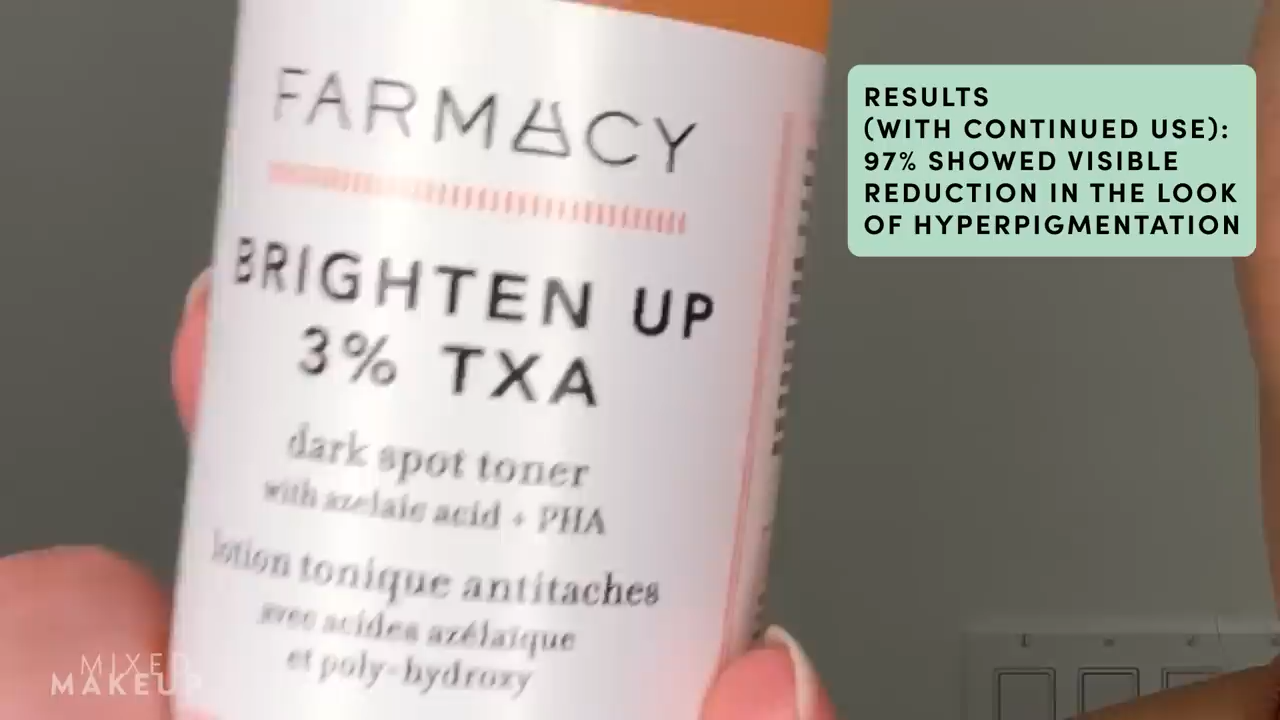 FARMACY
BRIGHTEN UP
3% TXA
dark spot toner
with azelaic acid + PHA
lotion tonique antitaches
avec acides azélaïque
et poly-hydroxy
RESULTS
(WITH CONTINUED USE):
97% SHOWED VISIBLE
REDUCTION IN THE LOOK
OF HYPERPIGMENTATION
MIXED
MAKEUP